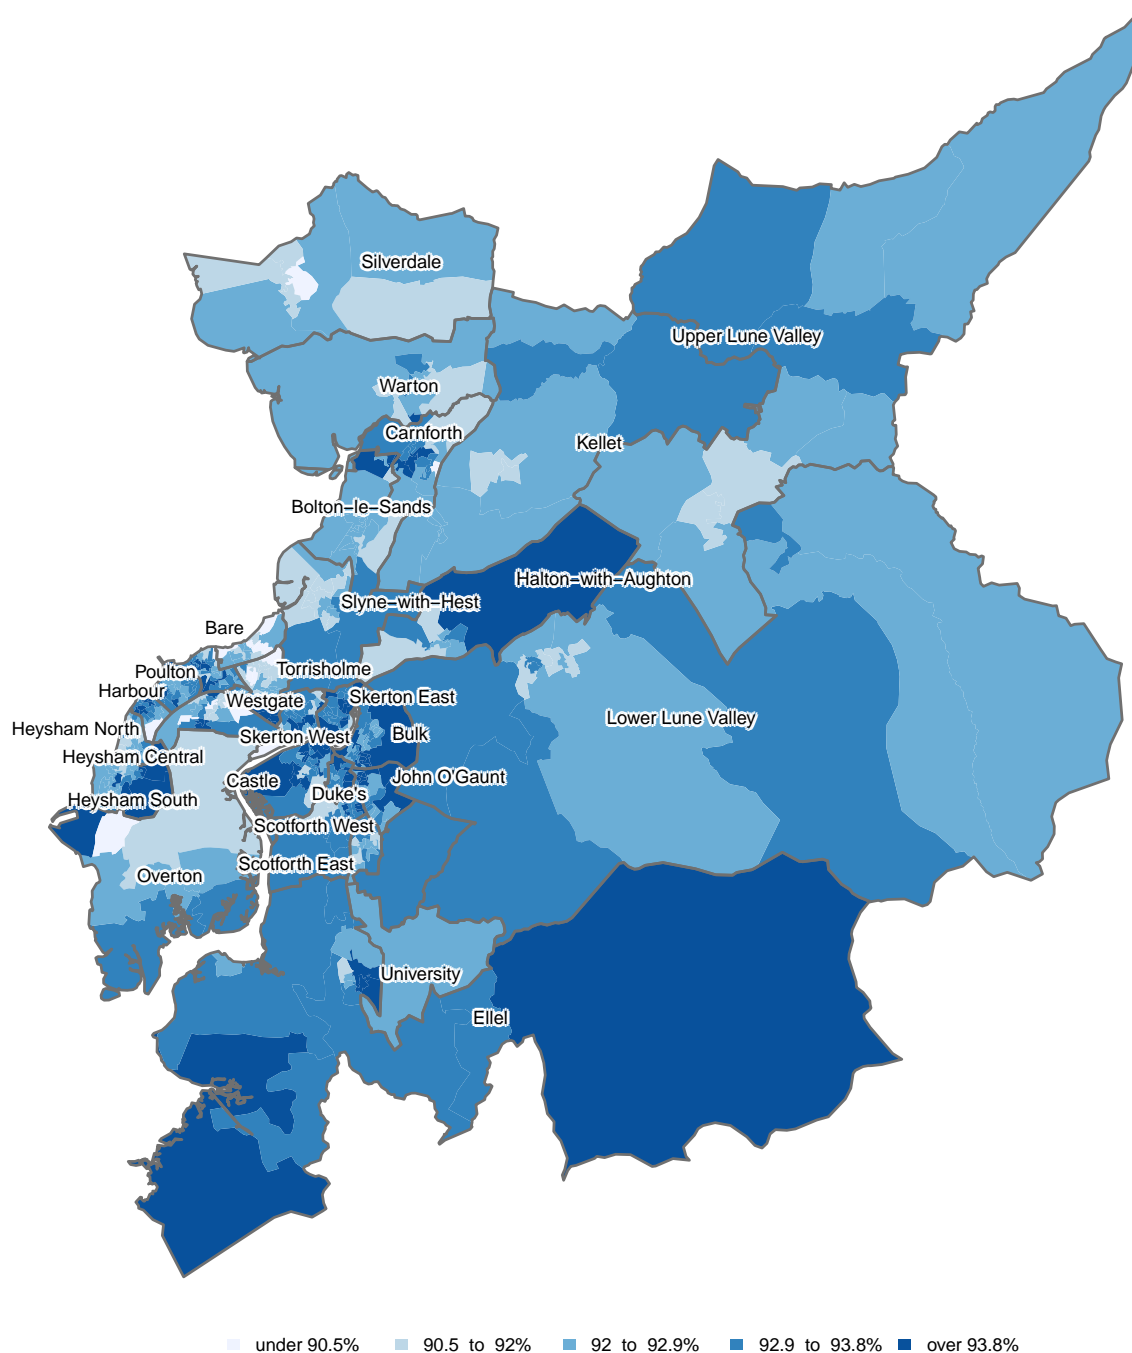 Silverdale
Upper Lune Valley
Warton
Carnforth
Kellet
Bolton–le–Sands
Halton–with–Aughton
Slyne–with–Hest
Bare
Poulton
Torrisholme
Harbour
Westgate
Skerton East
Lower Lune Valley
Heysham North
Skerton West
Bulk
Heysham Central
Castle
John O'Gaunt
Duke's
Heysham South
Scotforth West
Scotforth East
Overton
University
Ellel
under 90.5% 90.5 to 92% 92 to 92.9% 92.9 to 93.8% over 93.8%